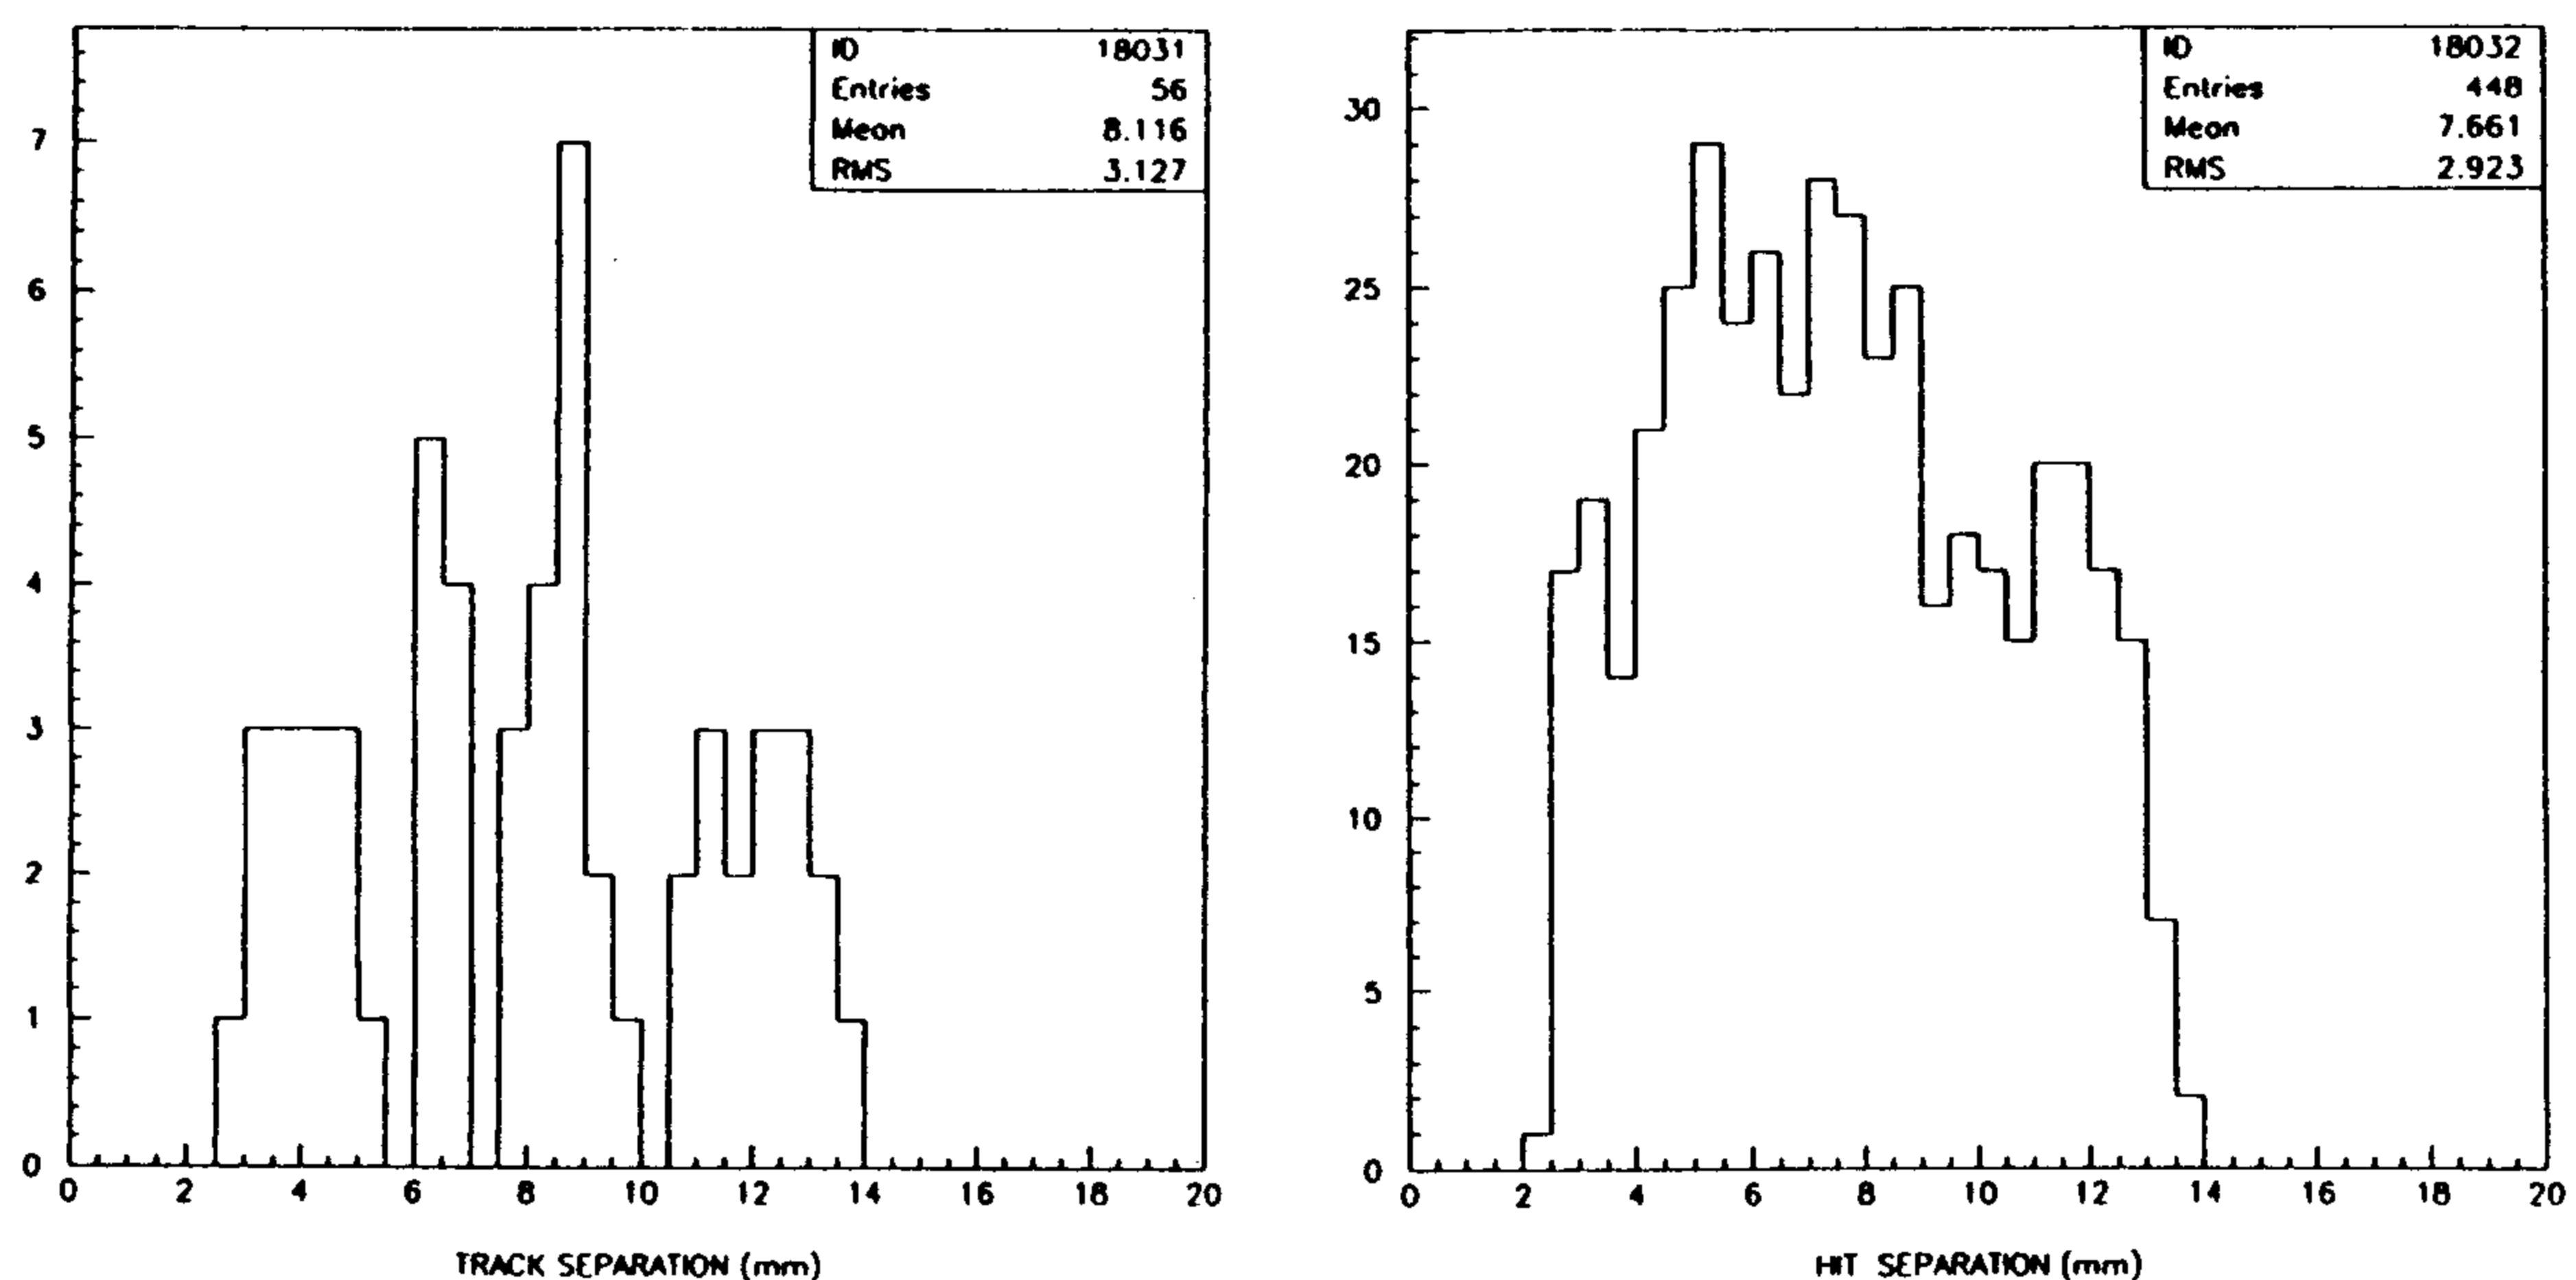 ID 18031
Entries 56
Mean 8.116
RMS 3.127
7
6
5
4
3
2
1
0
0 2 4 6 8 10 12 14 16 18 20
TRACK SEPARATION (mm)
ID 18032
Entries 448
Mean 7.661
RMS 2.923
30
25
20
15
10
5
0
0 2 4 6 8 10 12 14 16 18 20
HIT SEPARATION (mm)